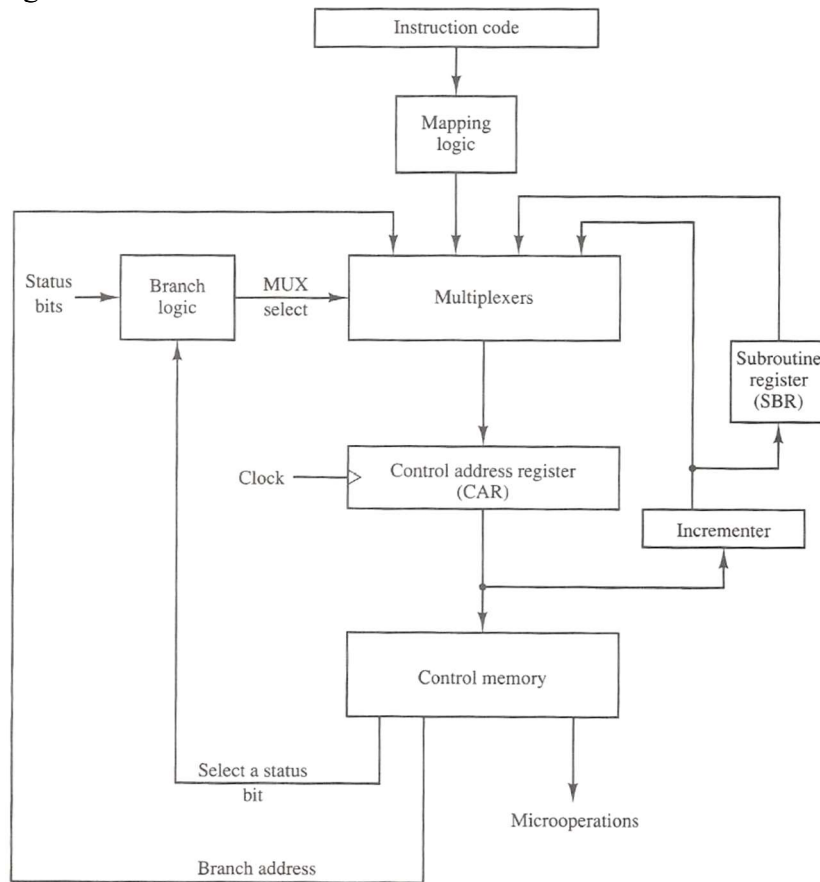 Instruction code
Mapping
logic
Status
bits
Branch
logic
MUX
select
Multiplexers
Subroutine
register
(SBR)
Clock
Control address register
(CAR)
Incrementer
Control memory
Select a status
bit
Microoperations
Branch address